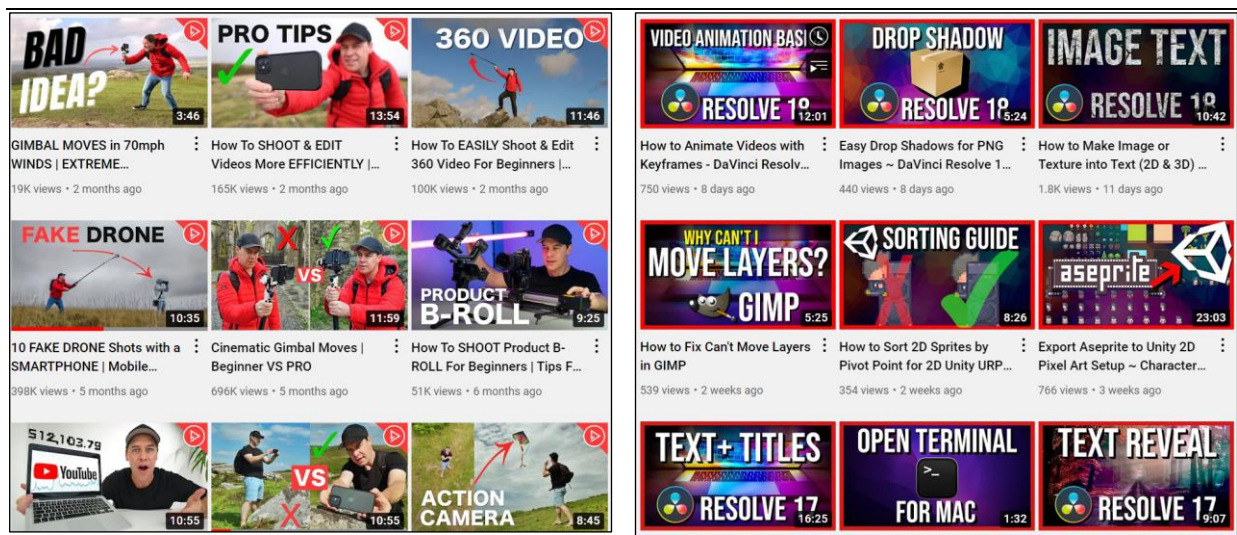 BAD
IDEA?
3:46
PRO TIPS
13:54
360 VIDEO
11:46
GIMBAL MOVES in 70mph
WINDS | EXTREME...
19K views • 2 months ago
How To SHOOT & EDIT
Videos More EFFICIENTLY |...
165K views • 2 months ago
How To EASILY Shoot & Edit
360 Video For Beginners |...
100K views • 2 months ago
FAKE DRONE
10:35
X VS
11:59
PRODUCT
B-ROLL
9:25
10 FAKE DRONE Shots with a
SMARTPHONE | Mobile...
398K views • 5 months ago
Cinematic Gimbal Moves |
Beginner VS PRO
696K views • 5 months ago
How To SHOOT Product B-
ROLL For Beginners | Tips F...
51K views • 6 months ago
512,103.79
YouTube
10:55
VS
X
10:55
ACTION
CAMERA
8:45
VIDEO ANIMATION BASI
RESOLVE 18
12:01
DROP SHADOW
RESOLVE 18
5:24
IMAGE TEXT
RESOLVE 18
10:42
How to Animate Videos with
Keyframes - DaVinci Resolv...
750 views • 8 days ago
Easy Drop Shadows for PNG
Images ~ DaVinci Resolve 1...
440 views • 8 days ago
How to Make Image or
Texture into Text (2D & 3D) ...
1.8K views • 11 days ago
WHY CAN'T I
MOVE LAYERS?
GIMP
5:25
SORTING GUIDE
8:26
aseprite
23:03
How to Fix Can't Move Layers
in GIMP
539 views • 2 weeks ago
How to Sort 2D Sprites by
Pivot Point for 2D Unity URP...
354 views • 2 weeks ago
Export Aseprite to Unity 2D
Pixel Art Setup ~ Character...
766 views • 3 weeks ago
TEXT+ TITLES
RESOLVE 17
16:25
OPEN TERMINAL
>_
FOR MAC
1:32
TEXT REVEAL
RESOLVE 17
9:07